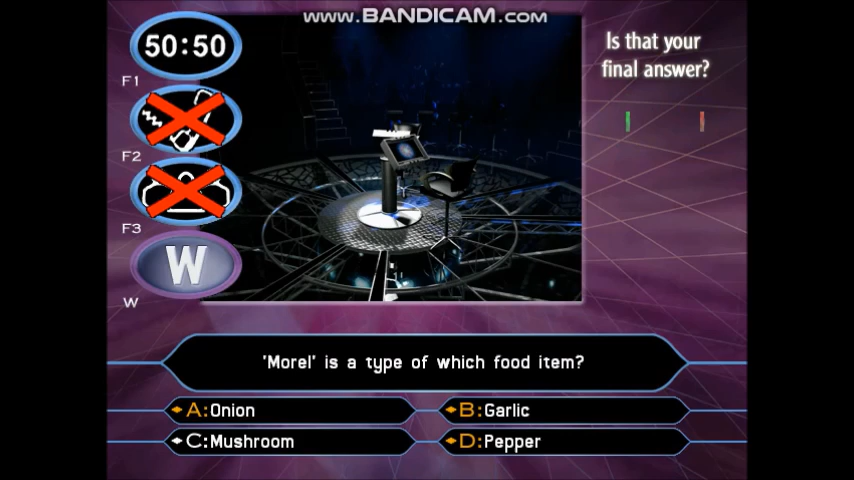 www.BANDICAM.com
50:50
F1
F2
F3
W
W
Is that your
final answer?
'Morel' is a type of which food item?
A:Onion
B:Garlic
C:Mushroom
D:Pepper